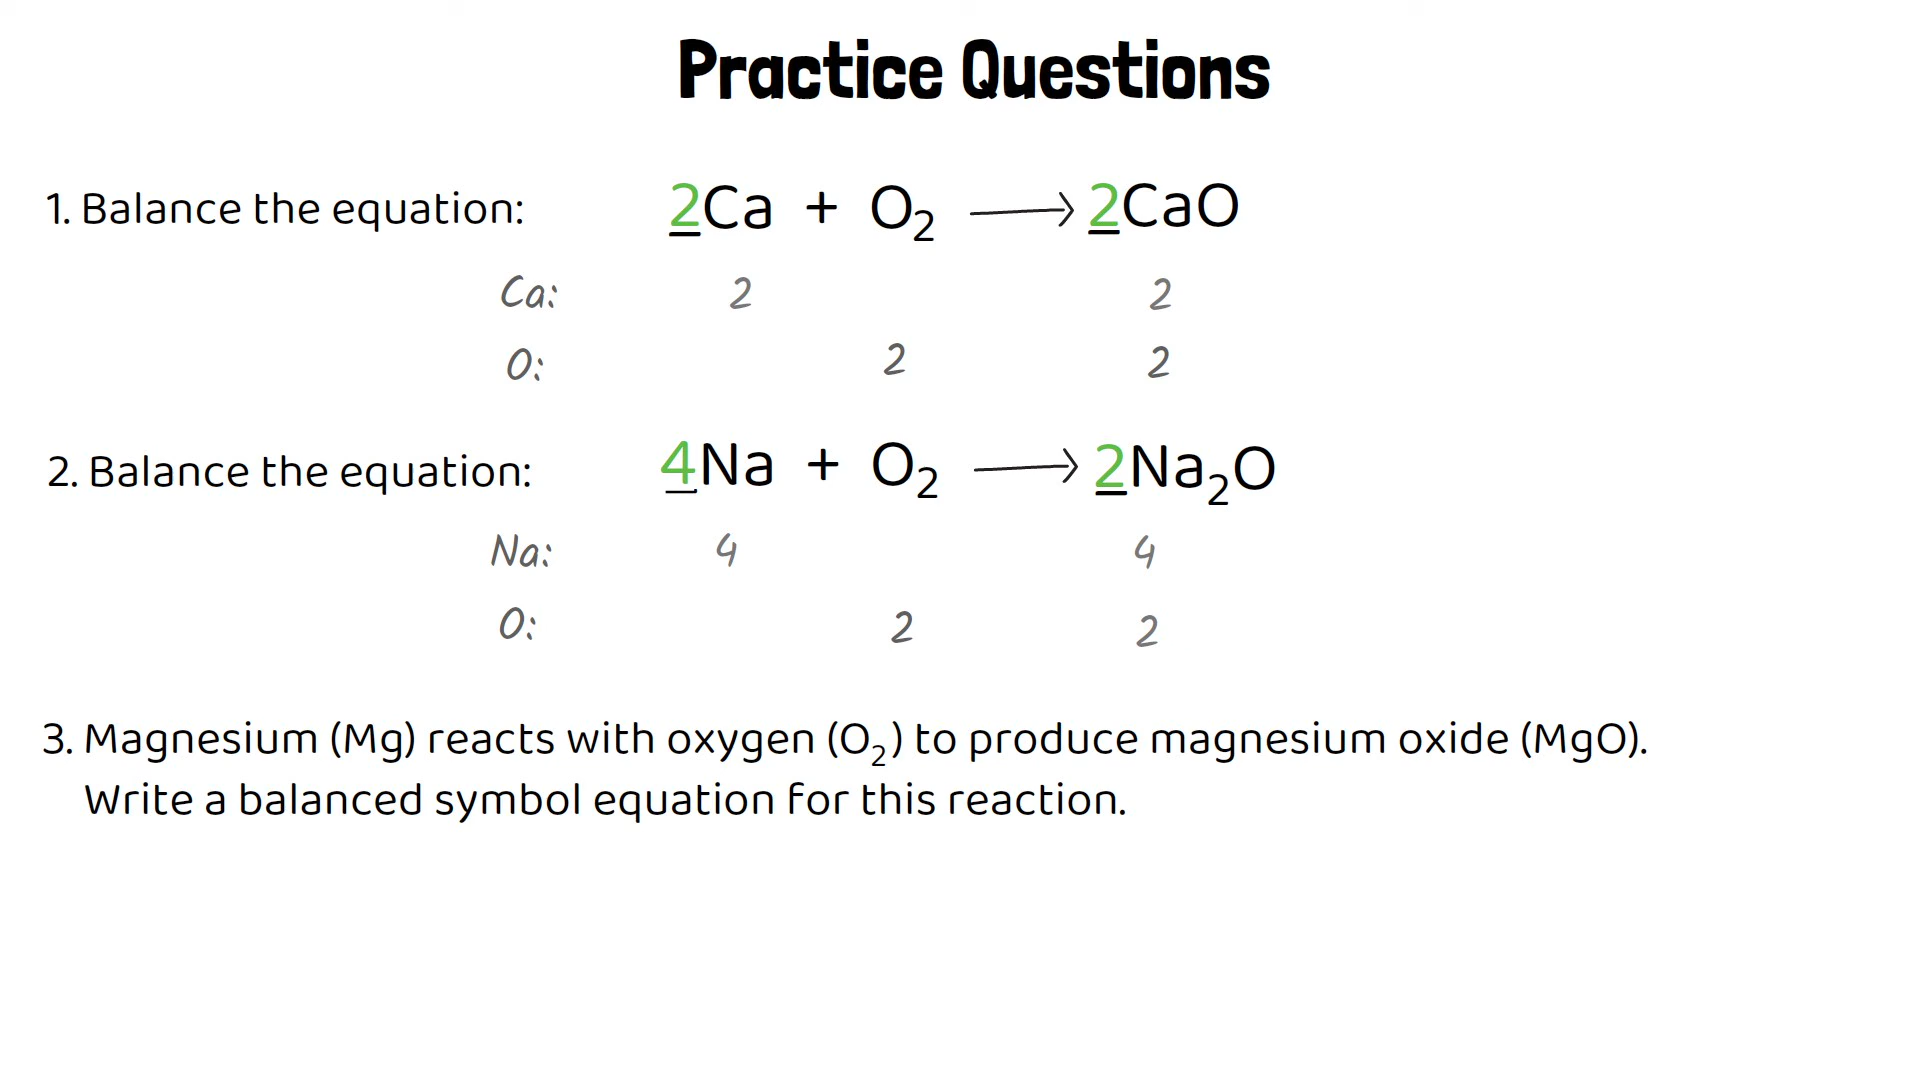 Practice Questions
1. Balance the equation: 2Ca + O₂ ⟶ 2CaO
Ca: 2 2
O: 2 2
2. Balance the equation: 4Na + O₂ ⟶ 2Na₂O
Na: 4 4
O: 2 2
3. Magnesium (Mg) reacts with oxygen (O₂) to produce magnesium oxide (MgO).
Write a balanced symbol equation for this reaction.